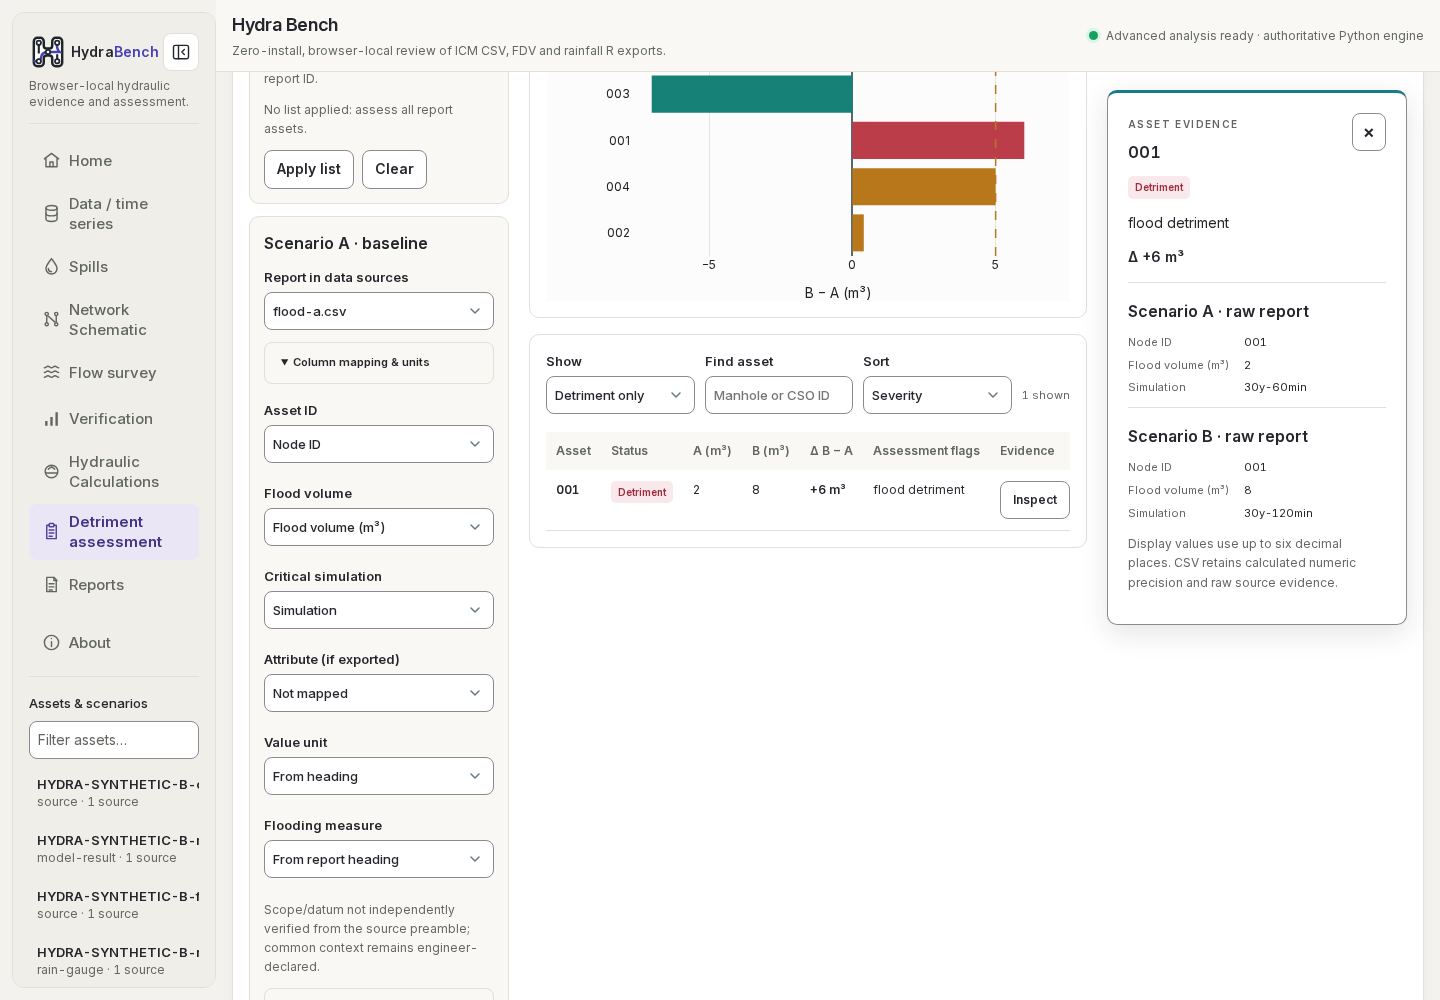 HydraBench
Browser-local hydraulic
evidence and assessment.
Home
Data / time
series
Spills
Network
Schematic
Flow survey
Verification
Hydraulic
Calculations
Detriment
assessment
Reports
About
Assets & scenarios
Filter assets…
HYDRA-SYNTHETIC-B-
source · 1 source
HYDRA-SYNTHETIC-B-
model-result · 1 source
HYDRA-SYNTHETIC-B-
source · 1 source
HYDRA-SYNTHETIC-B-
rain-gauge · 1 source
Hydra Bench
Zero-install, browser-local review of ICM CSV, FDV and rainfall R exports.
Advanced analysis ready · authoritative Python engine
report ID.
No list applied: assess all report
assets.
Apply list
Clear
Scenario A · baseline
Report in data sources
flood-a.csv
▼ Column mapping & units
Asset ID
Node ID
Flood volume
Flood volume (m³)
Critical simulation
Simulation
Attribute (if exported)
Not mapped
Value unit
From heading
Flooding measure
From report heading
Scope/datum not independently
verified from the source preamble;
common context remains engineer-
declared.
003
001
004
002
−5 0 5
B − A (m³)
Show Find asset Sort
Detriment only Manhole or CSO ID Severity 1 shown
Asset Status A (m³) B (m³) Δ B − A Assessment flags Evidence
001 Detriment 2 8 +6 m³ flood detriment Inspect
ASSET EVIDENCE
×
001
Detriment
flood detriment
Δ +6 m³
Scenario A · raw report
Node ID 001
Flood volume (m³) 2
Simulation 30y-60min
Scenario B · raw report
Node ID 001
Flood volume (m³) 8
Simulation 30y-120min
Display values use up to six decimal
places. CSV retains calculated numeric
precision and raw source evidence.